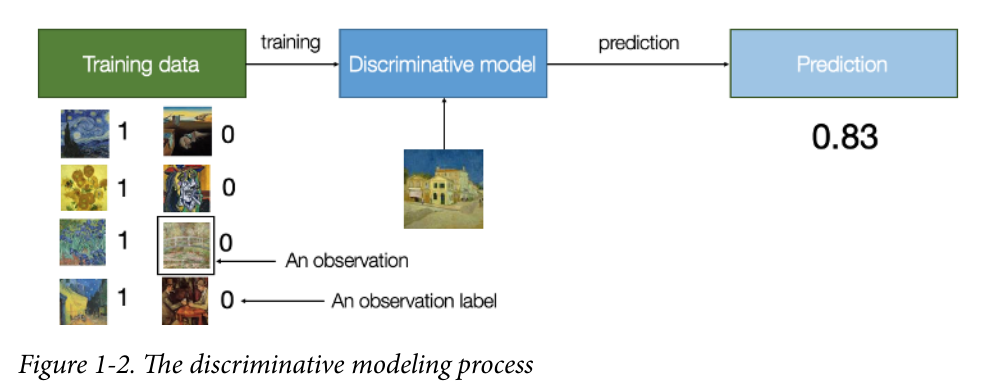 Training data
training
Discriminative model
prediction
Prediction
1 0
1 0
1 0
An observation
1 0
An observation label
0.83
Figure 1-2. The discriminative modeling process